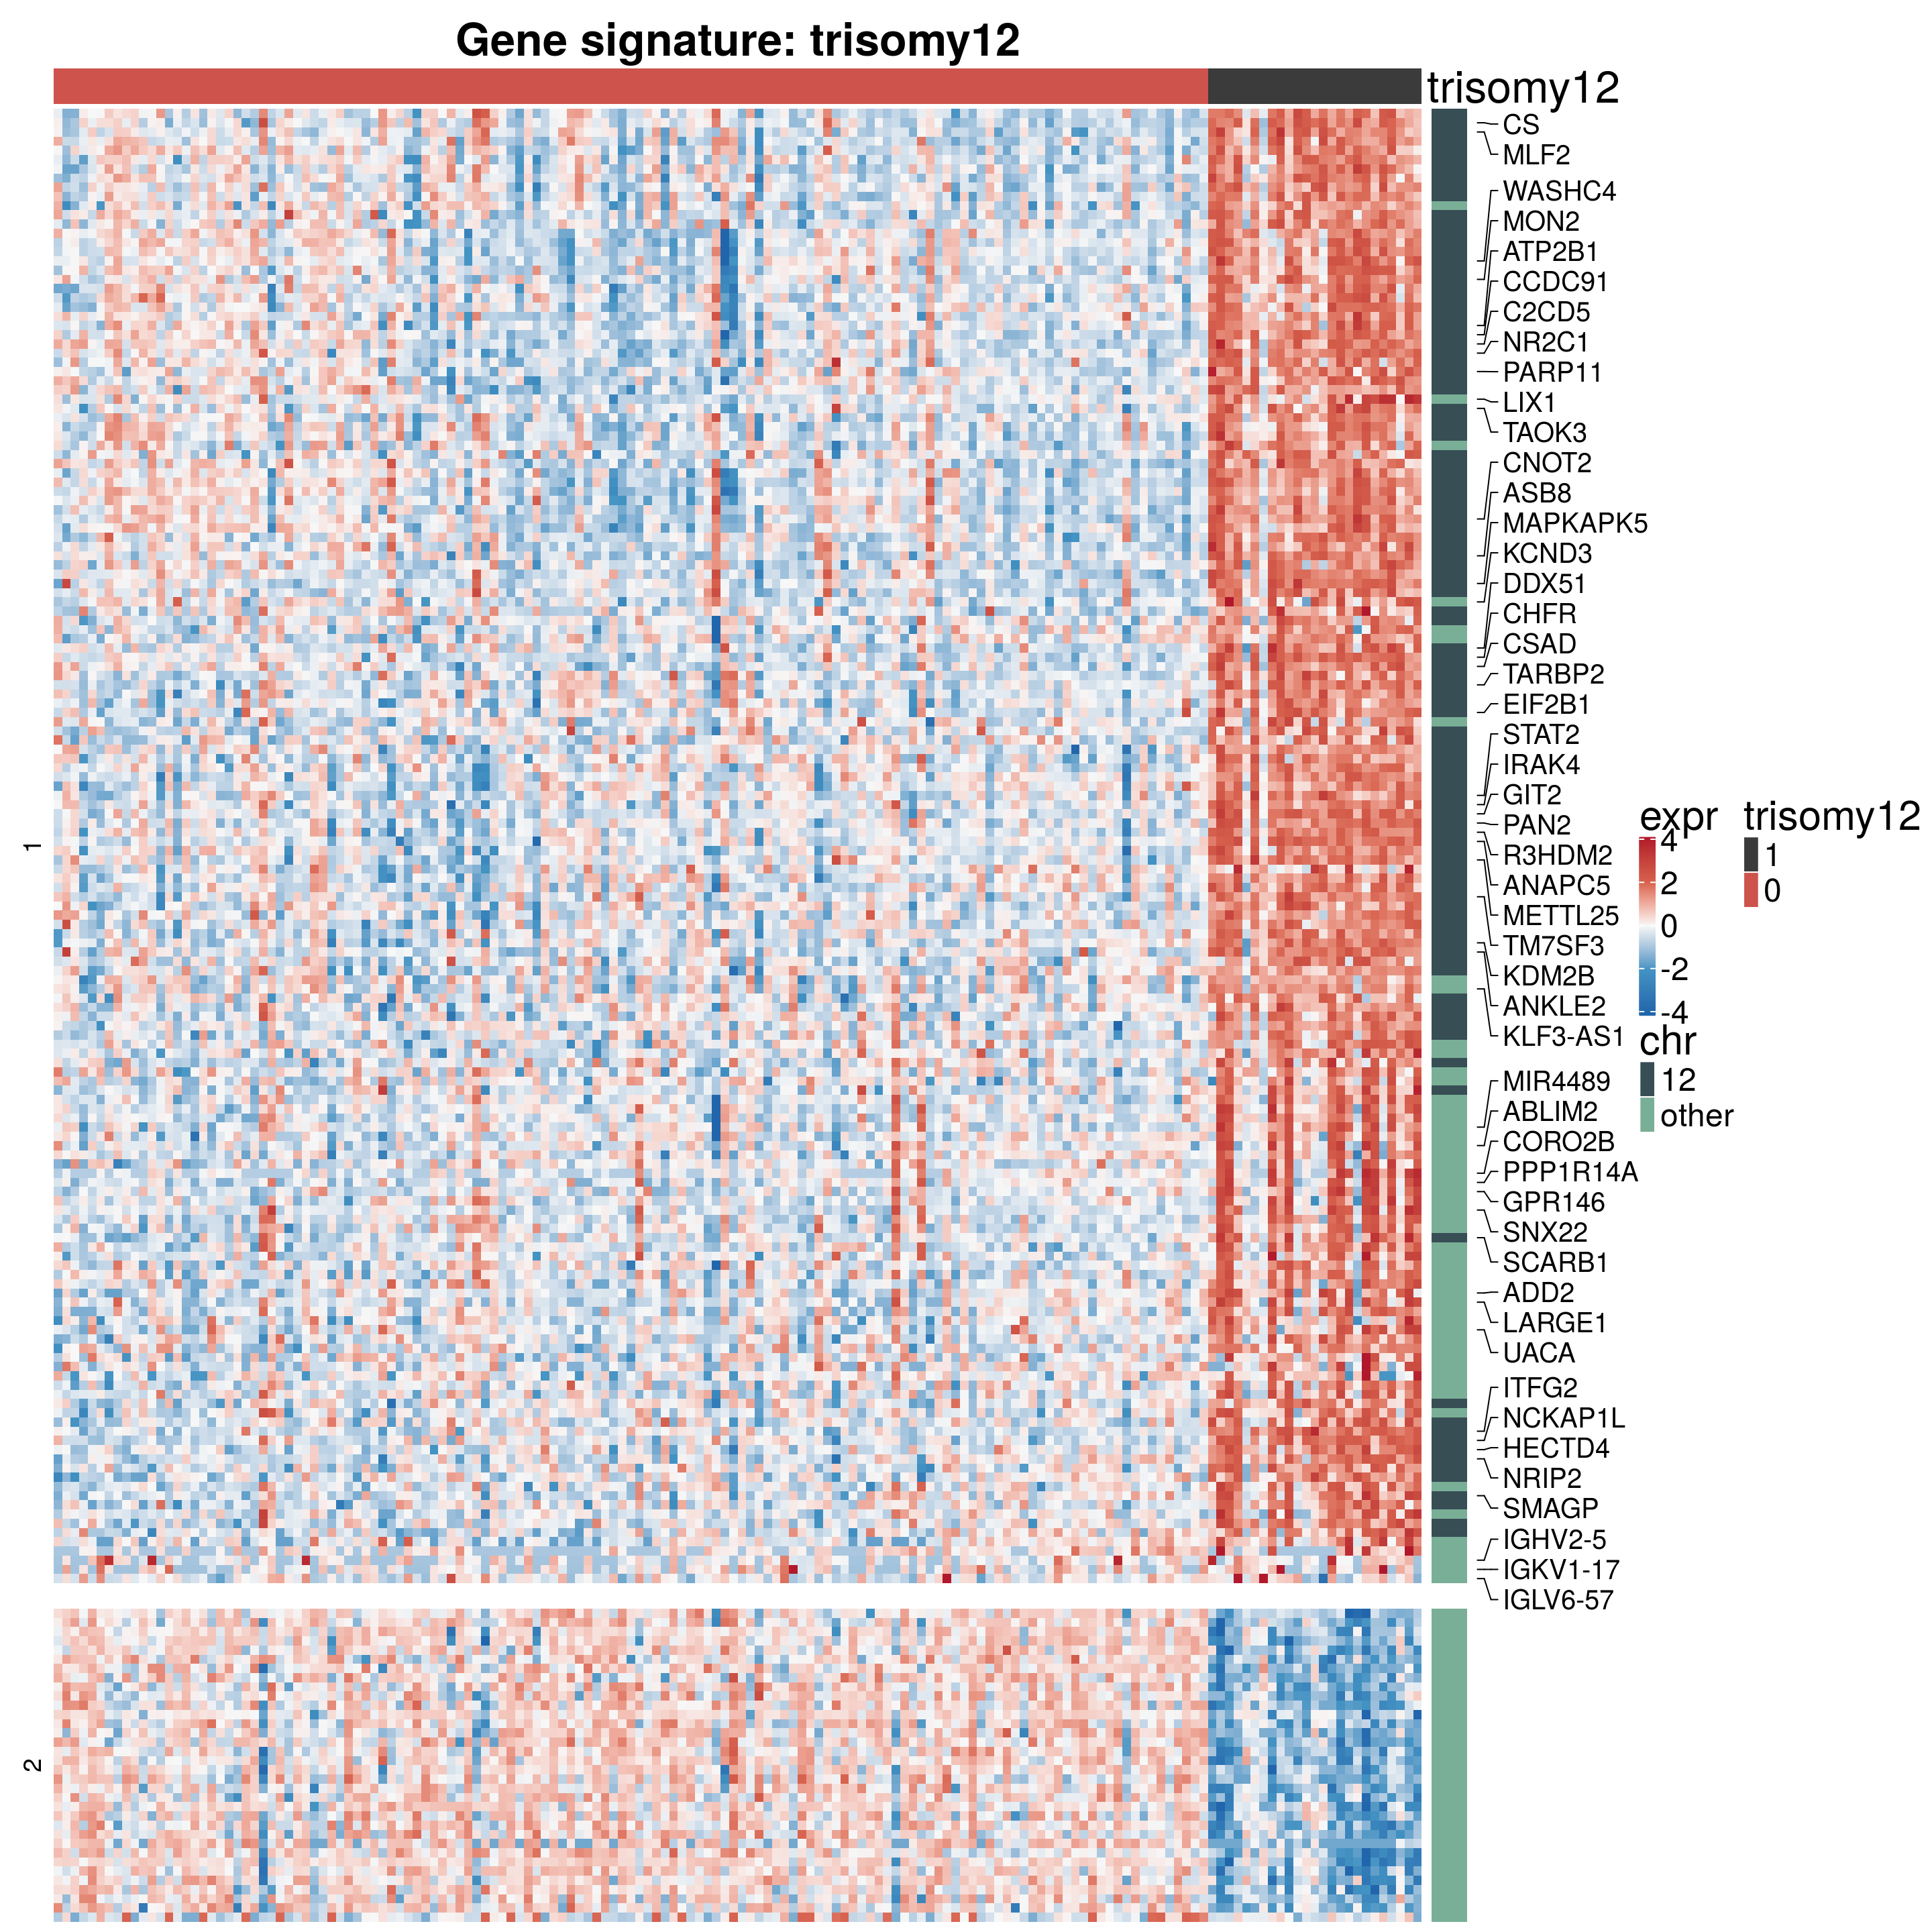 Gene signature: trisomy12
trisomy12
CS
MLF2
WASHC4
MON2
ATP2B1
CCDC91
C2CD5
NR2C1
PARP11
LIX1
TAOK3
CNOT2
ASB8
MAPKAPK5
KCND3
DDX51
CHFR
CSAD
TARBP2
EIF2B1
STAT2
IRAK4
GIT2
PAN2
R3HDM2
ANAPC5
METTL25
TM7SF3
KDM2B
ANKLE2
KLF3-AS1
MIR4489
ABLIM2
CORO2B
PPP1R14A
GPR146
SNX22
SCARB1
ADD2
LARGE1
UACA
ITFG2
NCKAP1L
HECTD4
NRIP2
SMAGP
IGHV2-5
IGKV1-17
IGLV6-57
1
2
expr
4
2
0
-2
-4
trisomy12
1
0
chr
12
other